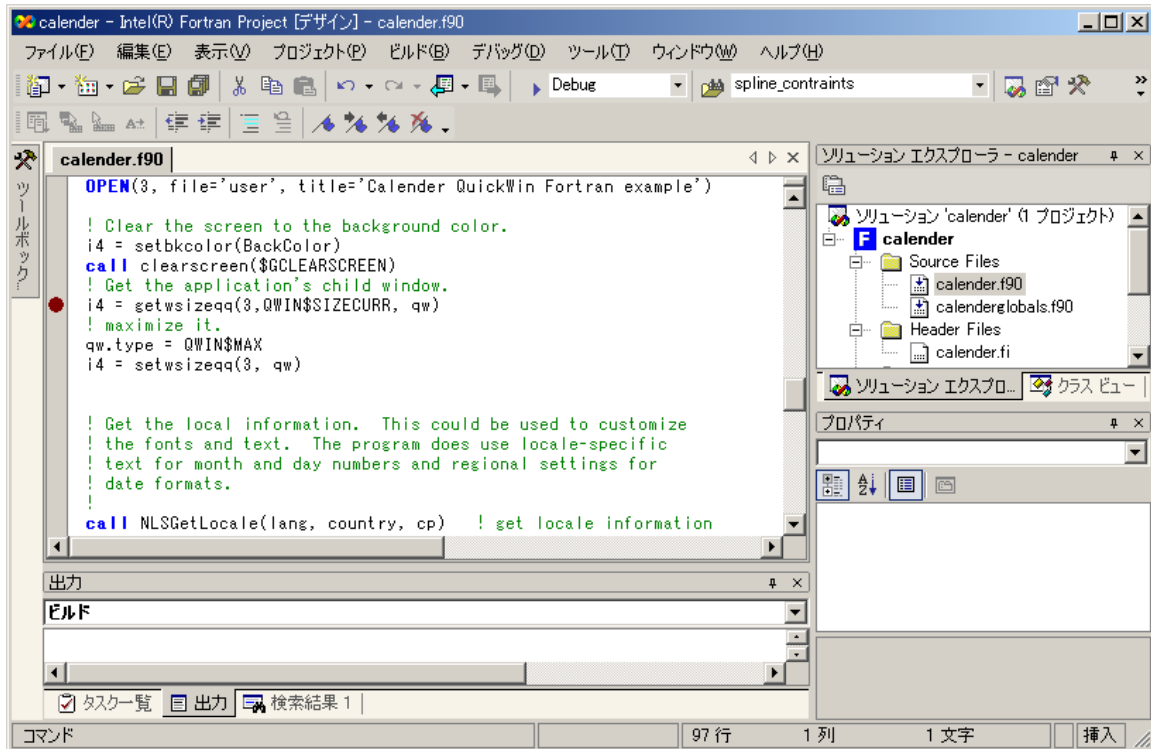 calender - Intel(R) Fortran Project [デザイン] - calender.f90
ファイル(F) 編集(E) 表示(V) プロジェクト(P) ビルド(B) デバッグ(D) ツール(T) ウィンドウ(W) ヘルプ(H)
Debug spline_contraints
ツールボックス
calender.f90
OPEN(3, file='user', title='Calender QuickWin Fortran example')
! Clear the screen to the background color.
i4 = setbkcolor(BackColor)
call clearscreen($GCLEARSCREEN)
! Get the application's child window.
i4 = getwsizeqq(3,QWIN$SIZECURR, qw)
! maximize it.
qw.type = QWIN$MAX
i4 = setwsizeqq(3, qw)
! Get the local information.  This could be used to customize
! the fonts and text.  The program does use locale-specific
! text for month and day numbers and regional settings for
! date formats.
!
call NLSGetLocale(lang, country, cp)   ! get locale information
ソリューション エクスプローラ - calender
ソリューション 'calender' (1 プロジェクト)
calender
Source Files
calender.f90
calenderglobals.f90
Header Files
calender.fi
ソリューション エクスプロ... クラス ビュー
プロパティ
出力
ビルド
タスク一覧 出力 検索結果 1
コマンド 97 行 1 列 1 文字 挿入